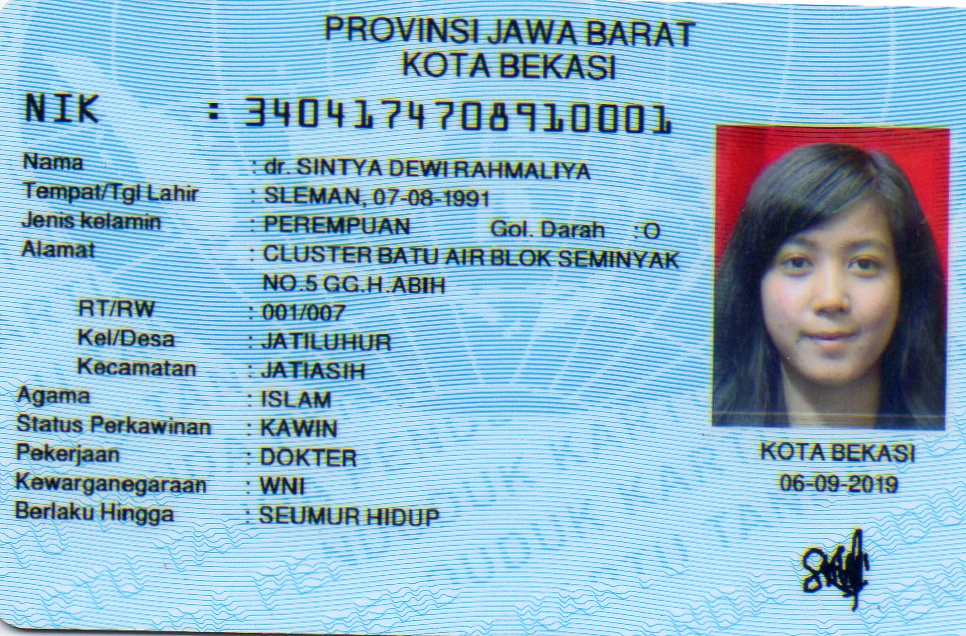 PROVINSI JAWA BARAT
KOTA BEKASI
NIK : 3404174708910001
Nama : dr. SINTYA DEWI RAHMALIYA
Tempat/Tgl Lahir : SLEMAN, 07-08-1991
Jenis kelamin : PEREMPUAN Gol. Darah : O
Alamat : CLUSTER BATU AIR BLOK SEMINYAK
NO.5 GG.H.ABIH
RT/RW : 001/007
Kel/Desa : JATILUHUR
Kecamatan : JATIASIH
Agama : ISLAM
Status Perkawinan : KAWIN
Pekerjaan : DOKTER
Kewarganegaraan : WNI
Berlaku Hingga : SEUMUR HIDUP
KOTA BEKASI
06-09-2019